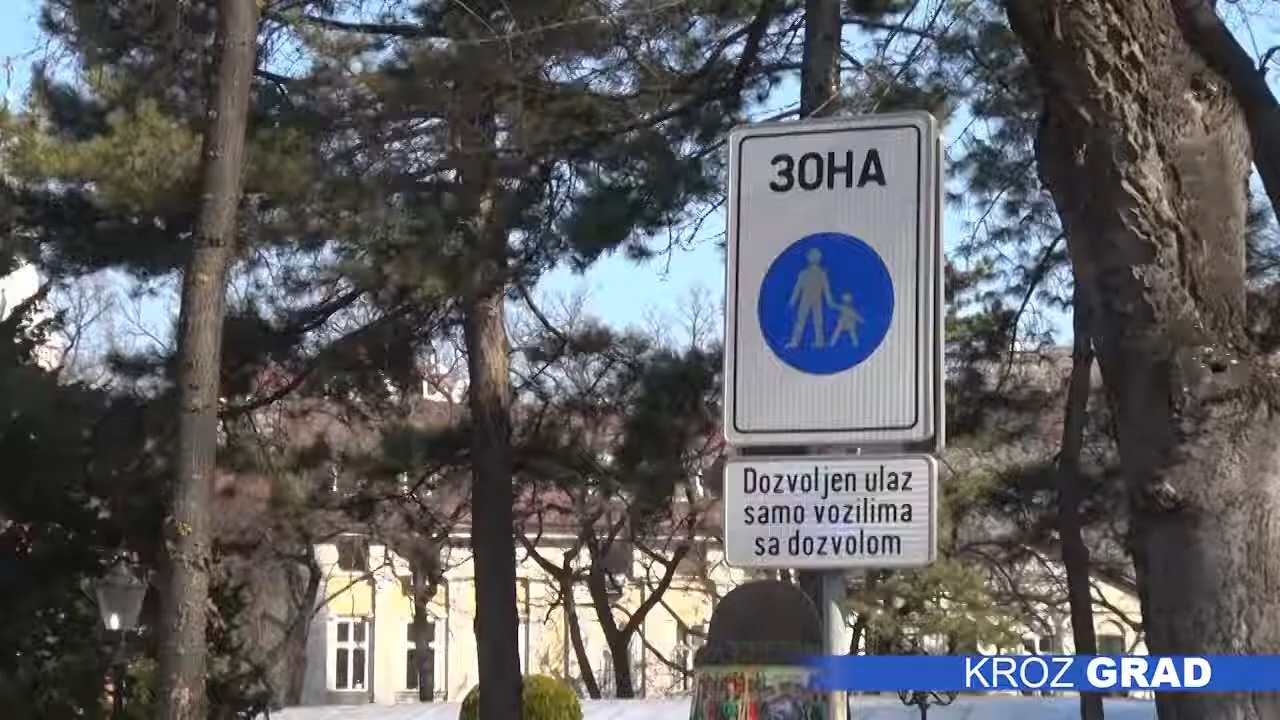 ЗОНА
Dozvoljen ulaz
samo vozilima
sa dozvolom
KROZ GRAD